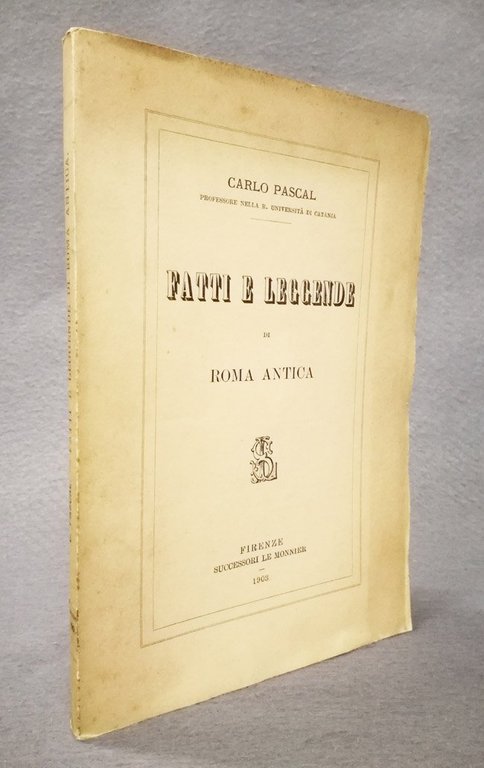 CARLO PASCAL
PROFESSORE NELLA R. UNIVERSITÀ DI CATANIA
FATTI E LEGGENDE
DI
ROMA ANTICA
FIRENZE
SUCCESSORI LE MONNIER
1903